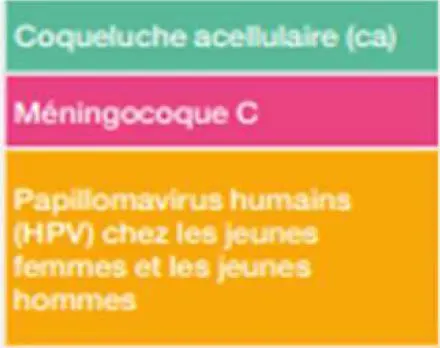 Coqueluche acellulaire (ca)
Méningocoque C
Papillomavirus humains
(HPV) chez les jeunes
femmes et les jeunes
hommes